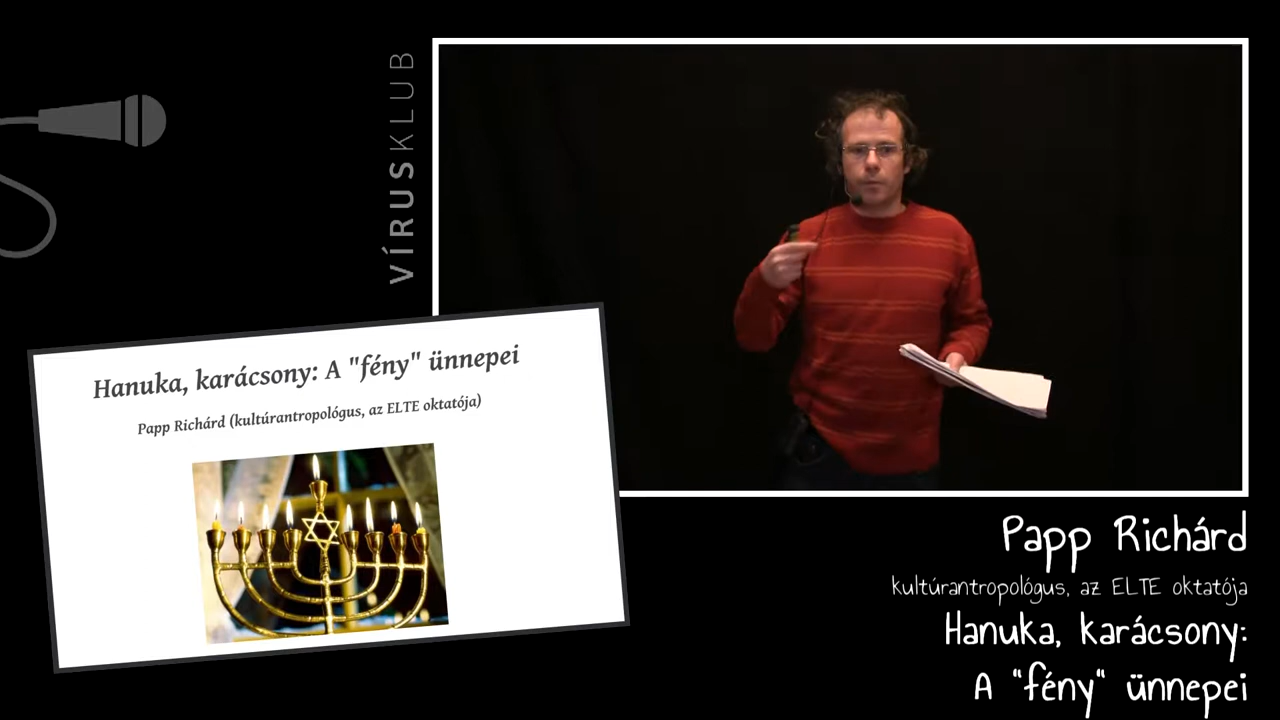 VÍRUSKLUB
Hanuka, karácsony: A "fény" ünnepei
Papp Richárd (kultúrantropológus, az ELTE oktatója)
Papp Richárd
kultúrantropológus, az ELTE oktatója
Hanuka, karácsony:
A "fény" ünnepei